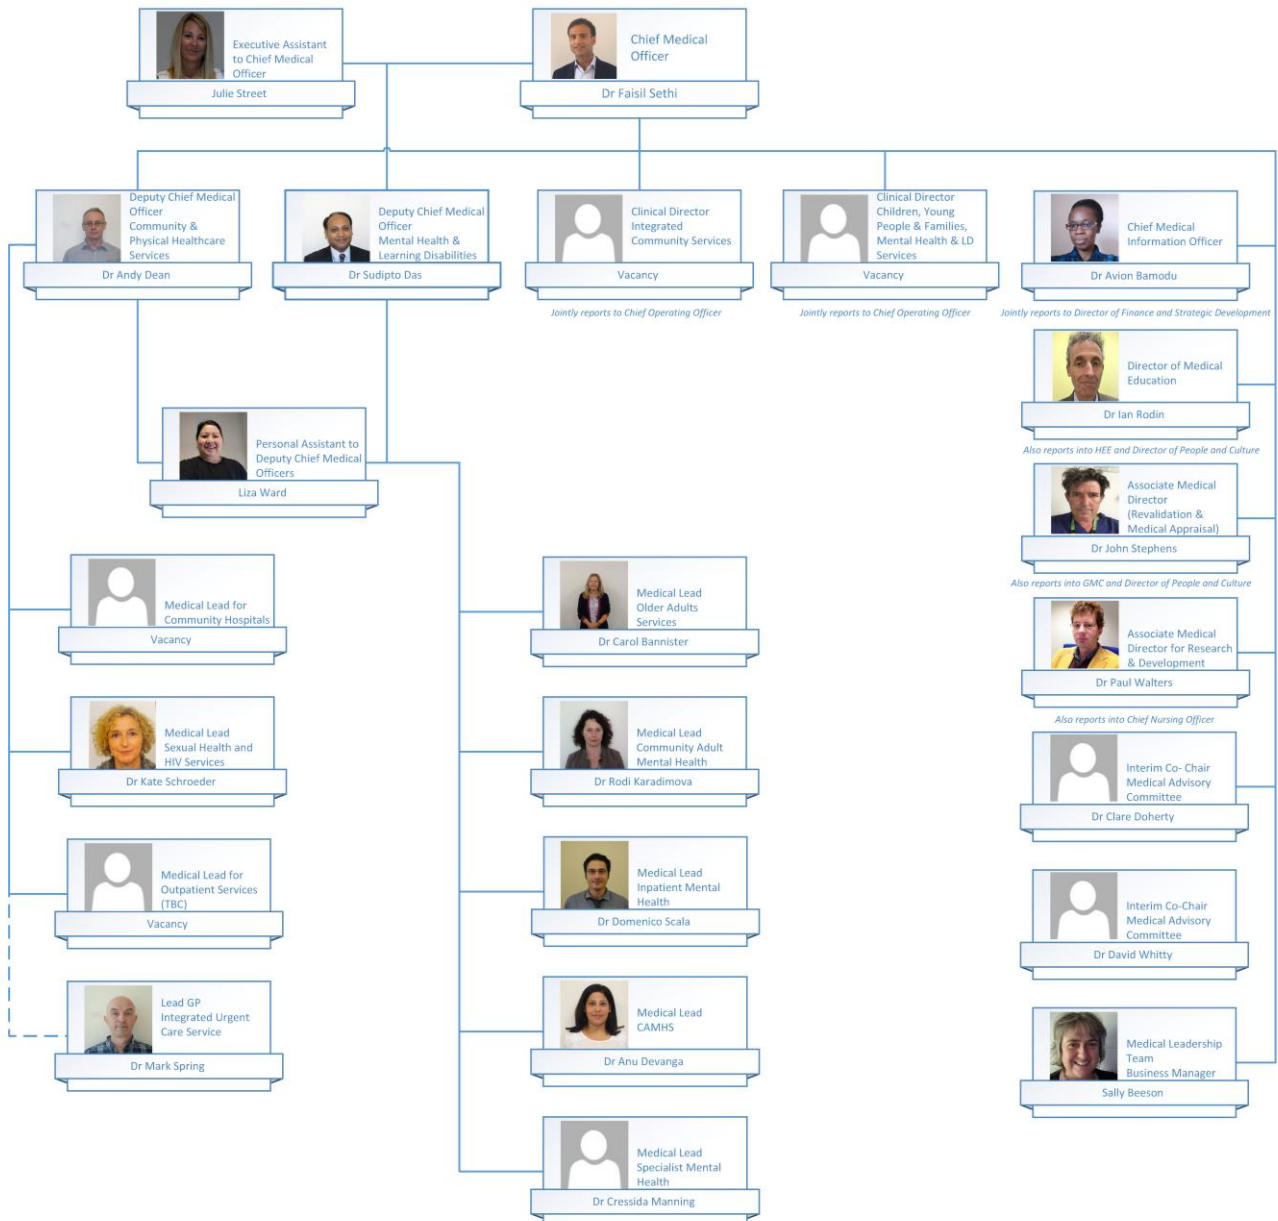 Executive Assistant
to Chief Medical
Officer
Julie Street
Chief Medical
Officer
Dr Faisil Sethi
Deputy Chief Medical
Officer
Community &
Physical Healthcare
Services
Dr Andy Dean
Deputy Chief Medical
Officer
Mental Health &
Learning Disabilities
Dr Sudipto Das
Clinical Director
Integrated
Community Services
Vacancy
Jointly reports to Chief Operating Officer
Clinical Director
Children, Young
People & Families,
Mental Health & LD
Services
Vacancy
Jointly reports to Chief Operating Officer
Chief Medical
Information Officer
Dr Avion Bamodu
Jointly reports to Director of Finance and Strategic Development
Director of Medical
Education
Dr Ian Rodin
Also reports into HEE and Director of People and Culture
Personal Assistant to
Deputy Chief Medical
Officers
Liza Ward
Associate Medical
Director
(Revalidation &
Medical Appraisal)
Dr John Stephens
Also reports into GMC and Director of People and Culture
Medical Lead for
Community Hospitals
Vacancy
Medical Lead
Older Adults
Services
Dr Carol Bannister
Associate Medical
Director for Research
& Development
Dr Paul Walters
Also reports into Chief Nursing Officer
Medical Lead
Sexual Health and
HIV Services
Dr Kate Schroeder
Medical Lead
Community Adult
Mental Health
Dr Rodi Karadimova
Interim Co- Chair
Medical Advisory
Committee
Dr Clare Doherty
Medical Lead for
Outpatient Services
(TBC)
Vacancy
Medical Lead
Inpatient Mental
Health
Dr Domenico Scala
Interim Co-Chair
Medical Advisory
Committee
Dr David Whitty
Lead GP
Integrated Urgent
Care Service
Dr Mark Spring
Medical Lead
CAMHS
Dr Anu Devanga
Medical Leadership
Team
Business Manager
Sally Beeson
Medical Lead
Specialist Mental
Health
Dr Cressida Manning